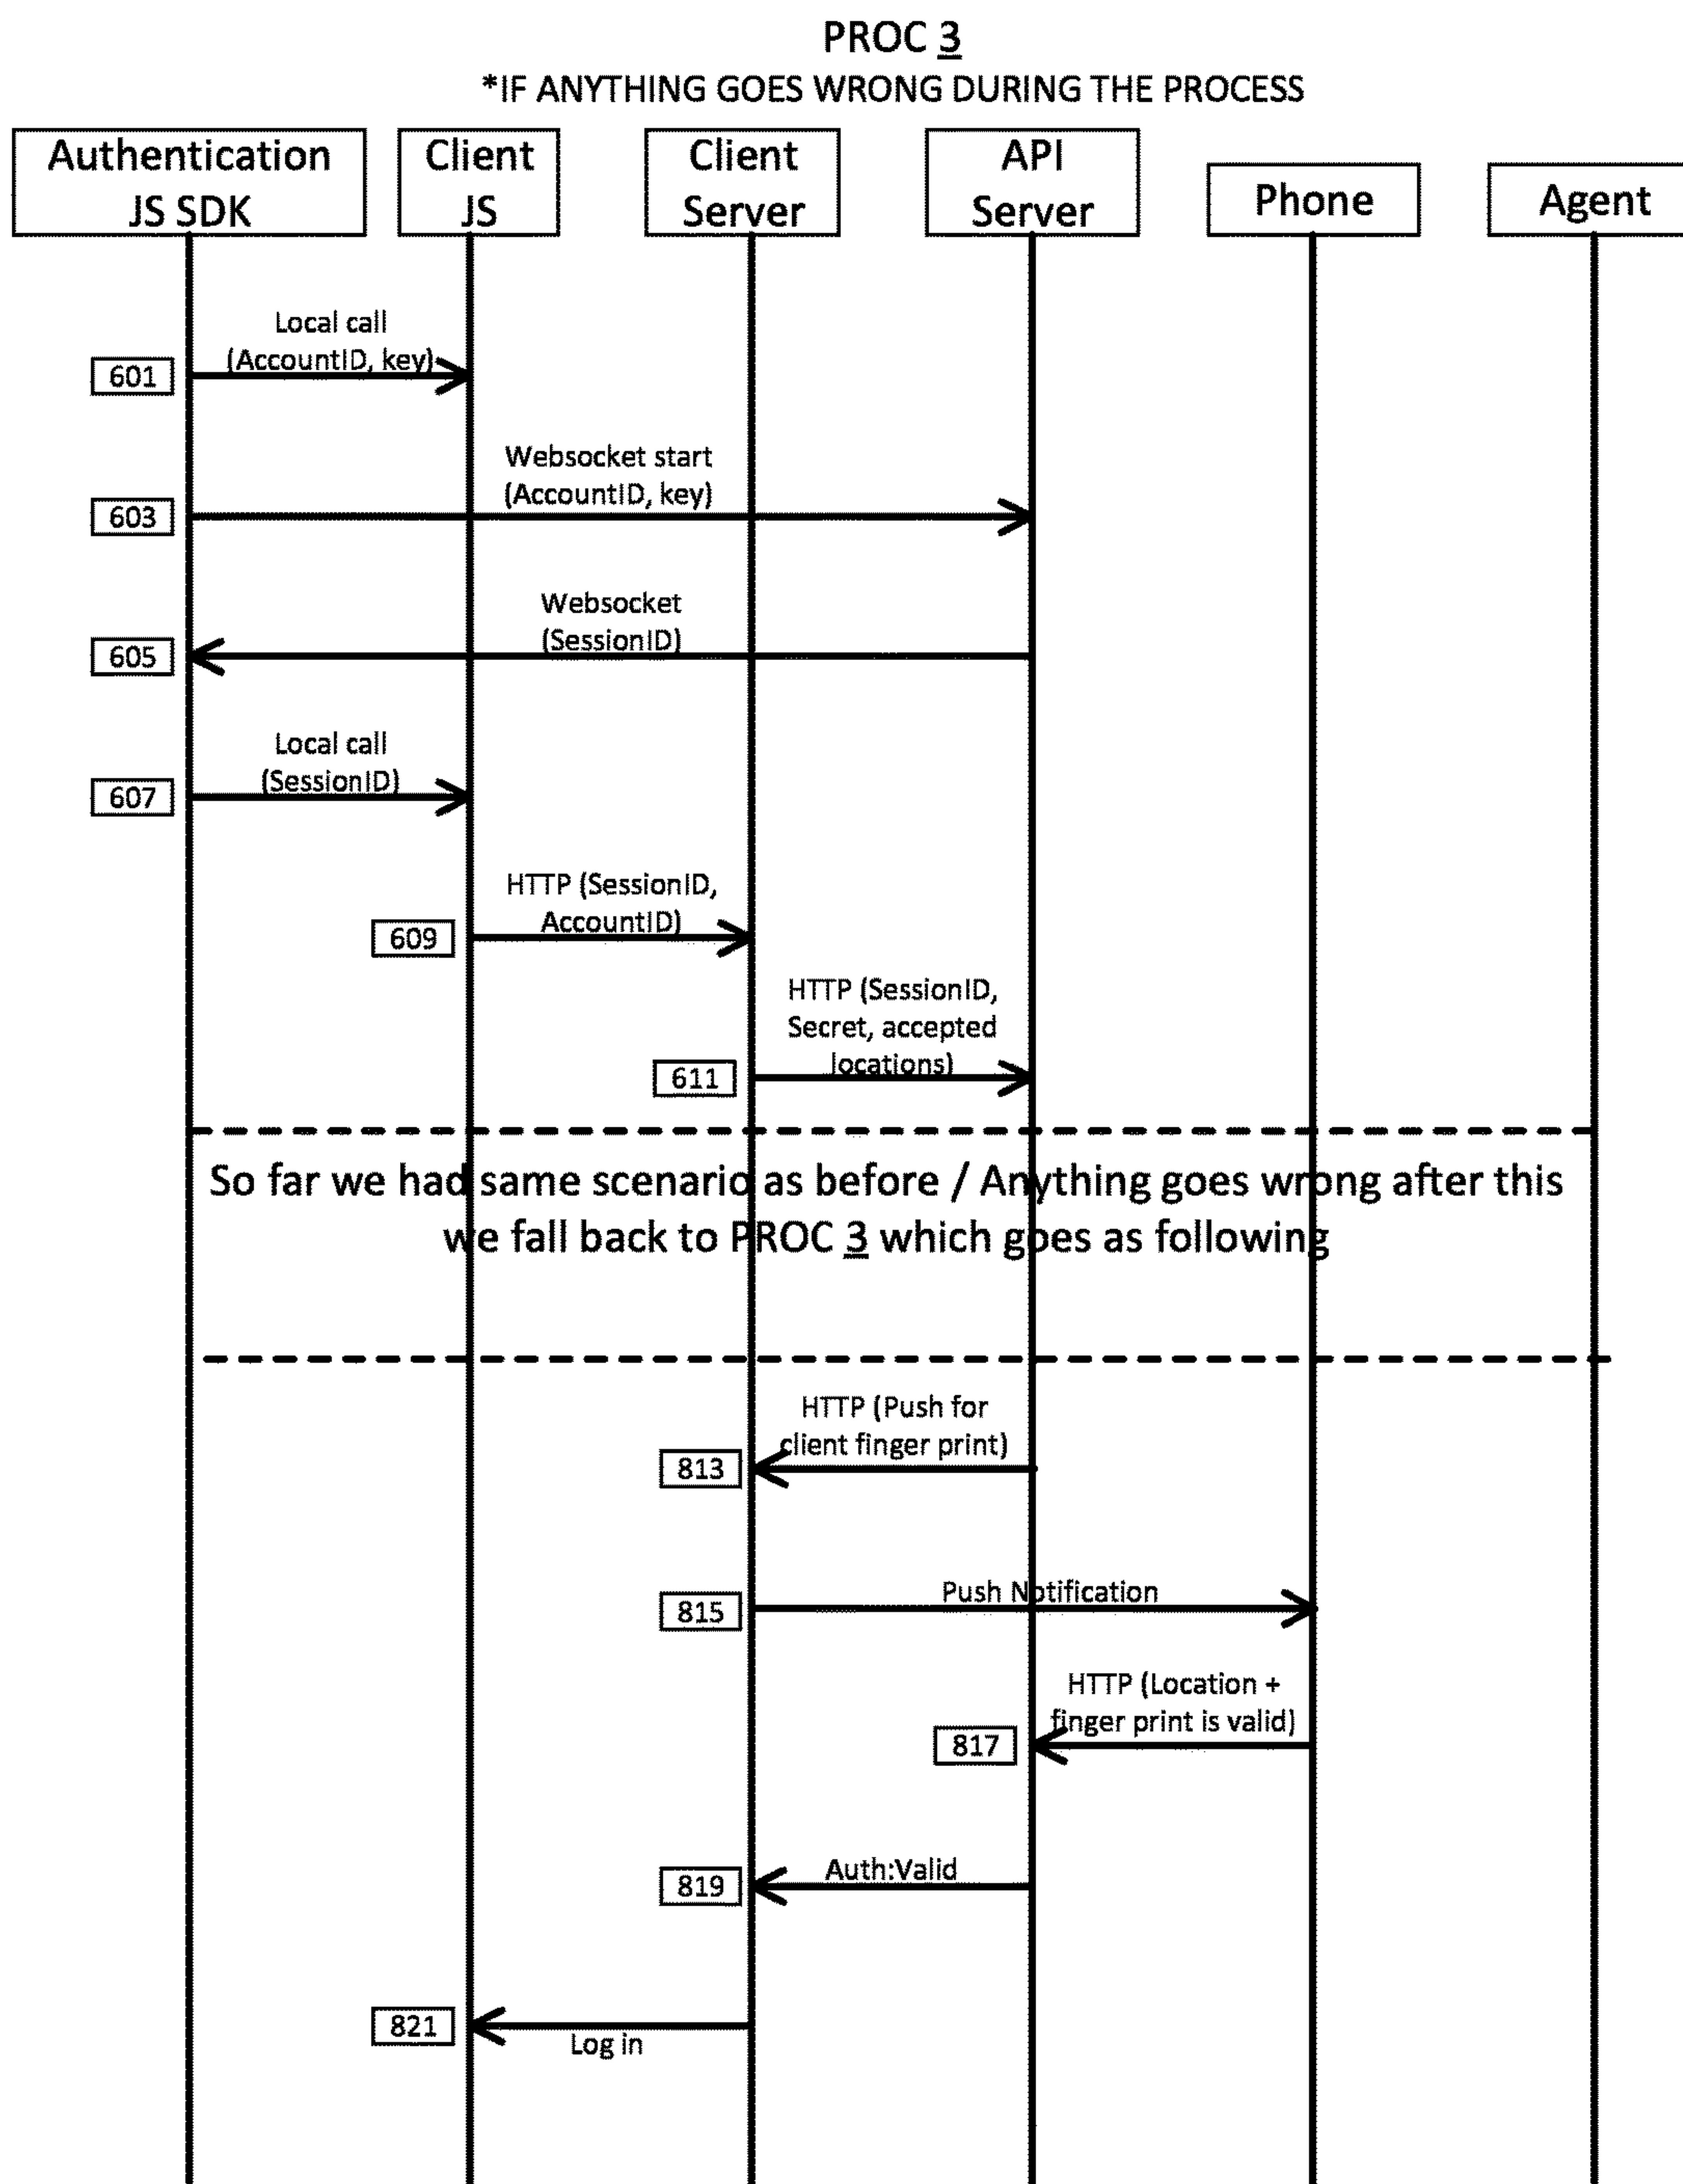 PROC 3
*IF ANYTHING GOES WRONG DURING THE PROCESS
Authentication
JS SDK
Client
JS
Client
Server
API
Server
Phone
Agent
Local call
(AccountID, key)
601
Websocket start
(AccountID, key)
603
Websocket
(SessionID)
605
Local call
(SessionID)
607
HTTP (SessionID,
AccountID)
609
HTTP (SessionID,
Secret, accepted
locations)
611
So far we had same scenario as before / Anything goes wrong after this
we fall back to PROC 3 which goes as following
HTTP (Push for
client finger print)
813
Push Notification
815
HTTP (Location +
finger print is valid)
817
Auth:Valid
819
821
Log in